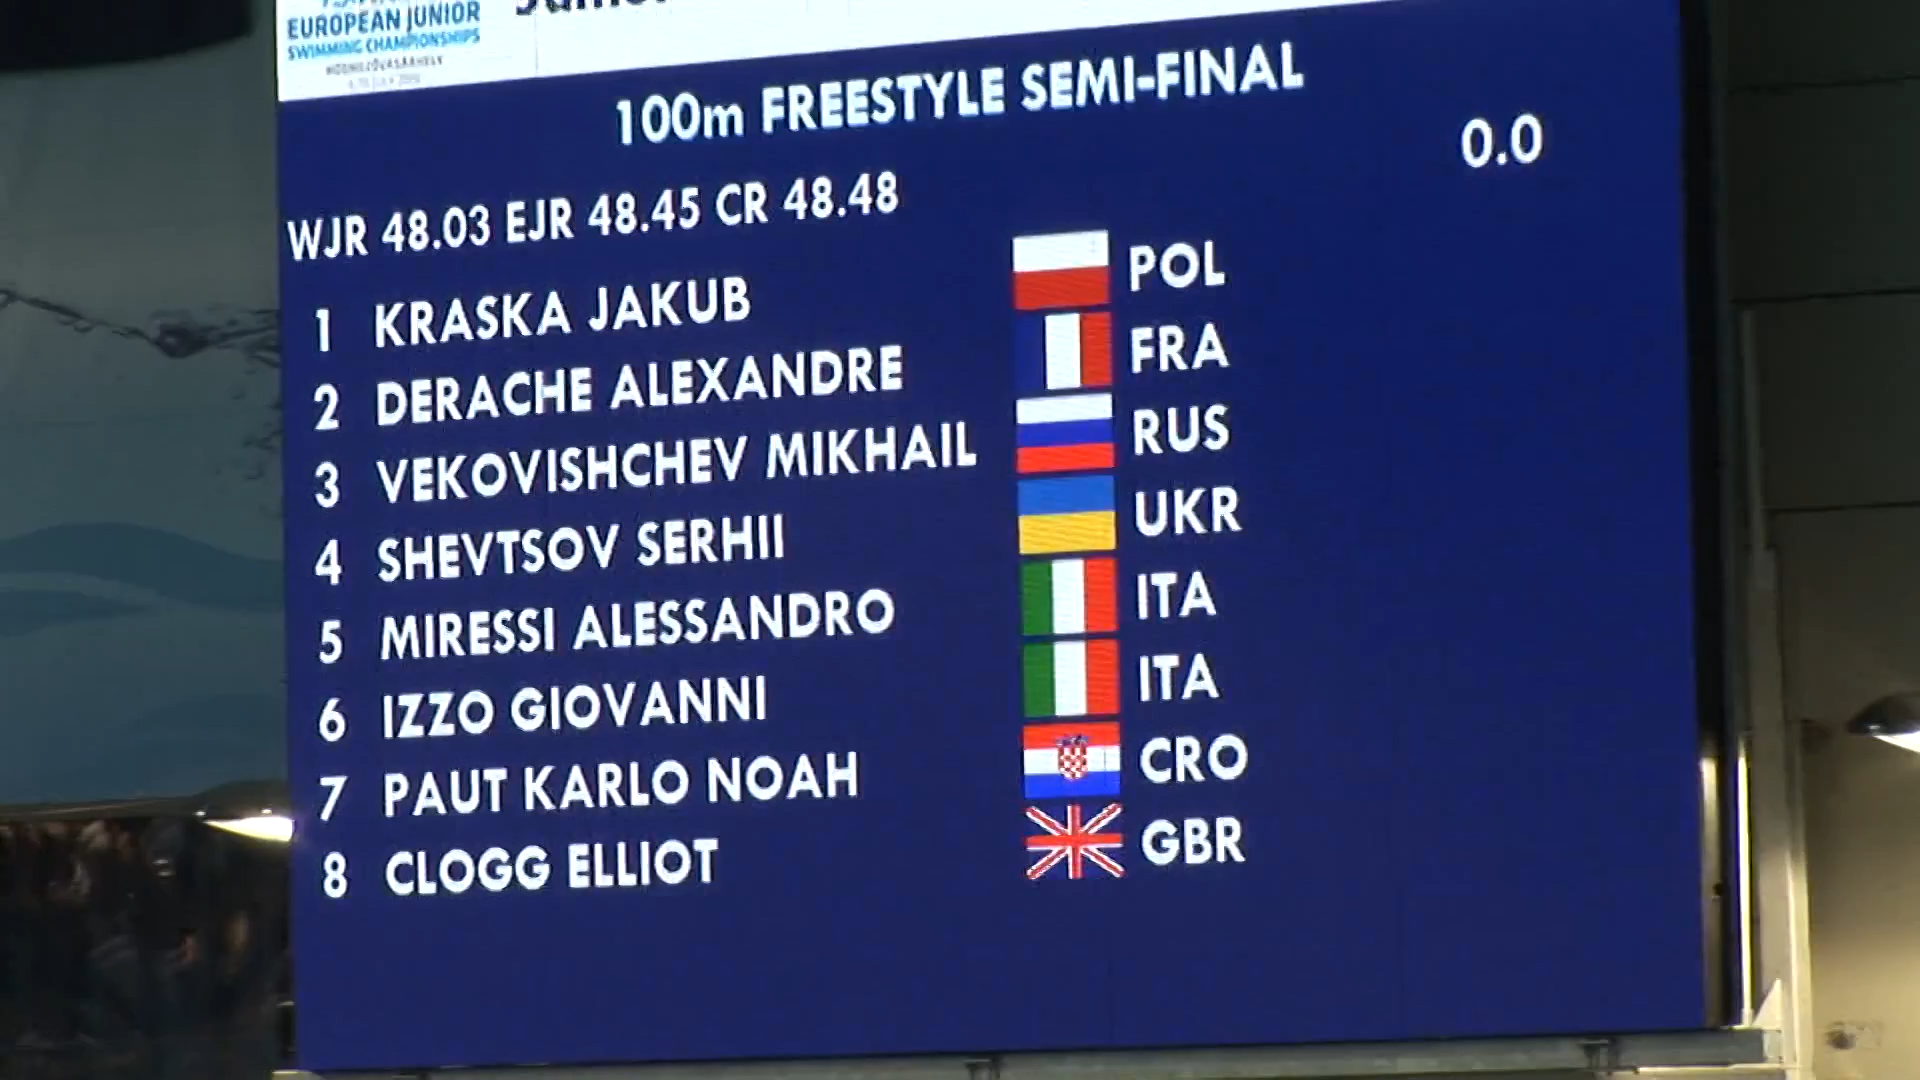 EUROPEAN JUNIOR
SWIMMING CHAMPIONSHIPS
HÓDMEZŐVÁSÁRHELY
100m FREESTYLE SEMI-FINAL
0.0
WJR 48.03 EJR 48.45 CR 48.48
1 KRASKA JAKUB POL
2 DERACHE ALEXANDRE FRA
3 VEKOVISHCHEV MIKHAIL RUS
4 SHEVTSOV SERHII UKR
5 MIRESSI ALESSANDRO ITA
6 IZZO GIOVANNI ITA
7 PAUT KARLO NOAH CRO
8 CLOGG ELLIOT GBR